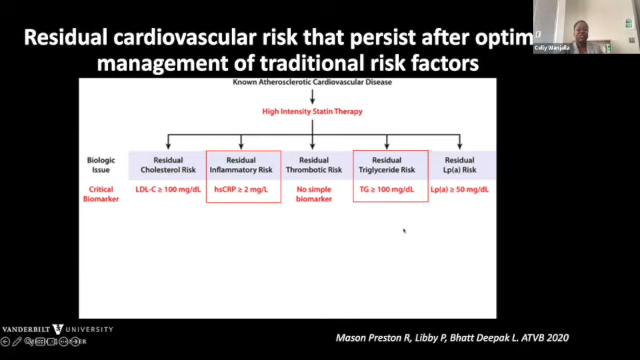 Residual cardiovascular risk that persist after optim
management of traditional risk factors
Celly Wanjalla
Known Atherosclerotic Cardiovascular Disease
High Intensity Statin Therapy
Biologic Issue
Residual Cholesterol Risk
Residual Inflammatory Risk
Residual Thrombotic Risk
Residual Triglyceride Risk
Residual Lp(a) Risk
Critical Biomarker
LDL-C ≥ 100 mg/dL
hsCRP ≥ 2 mg/L
No simple biomarker
TG ≥ 100 mg/dL
Lp(a) ≥ 50 mg/dL
VANDERBILT UNIVERSITY
Mason Preston R, Libby P, Bhatt Deepak L. ATVB 2020